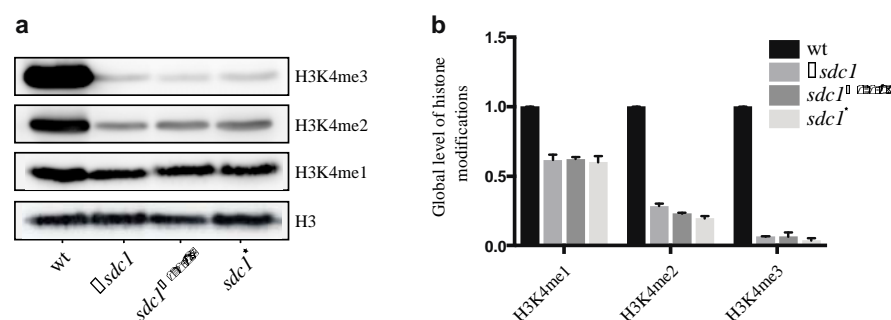 a
H3K4me3
H3K4me2
H3K4me1
H3
wt
sdc1
sdc1
sdc1*
b
Global level of histone
modifications
1.5
1.0
0.5
0.0
wt
sdc1
sdc1
sdc1*
H3K4me1
H3K4me2
H3K4me3